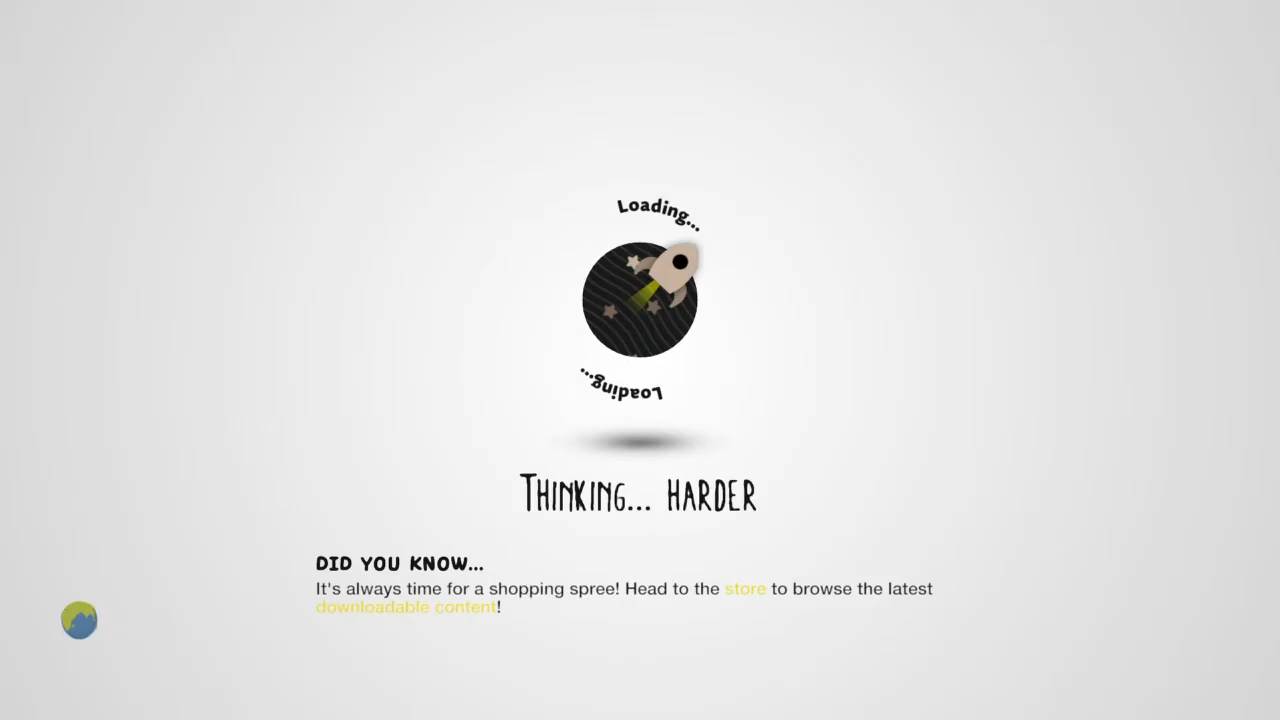 Loading...
Loading...
THINKING... HARDER
DID YOU KNOW...
It's always time for a shopping spree! Head to the store to browse the latest
downloadable content!